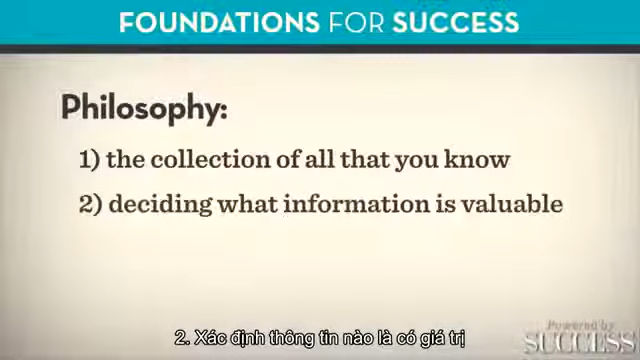 FOUNDATIONS FOR SUCCESS
Philosophy:
1) the collection of all that you know
2) deciding what information is valuable
Powered by
SUCCESS
2. Xác định thông tin nào là có giá trị